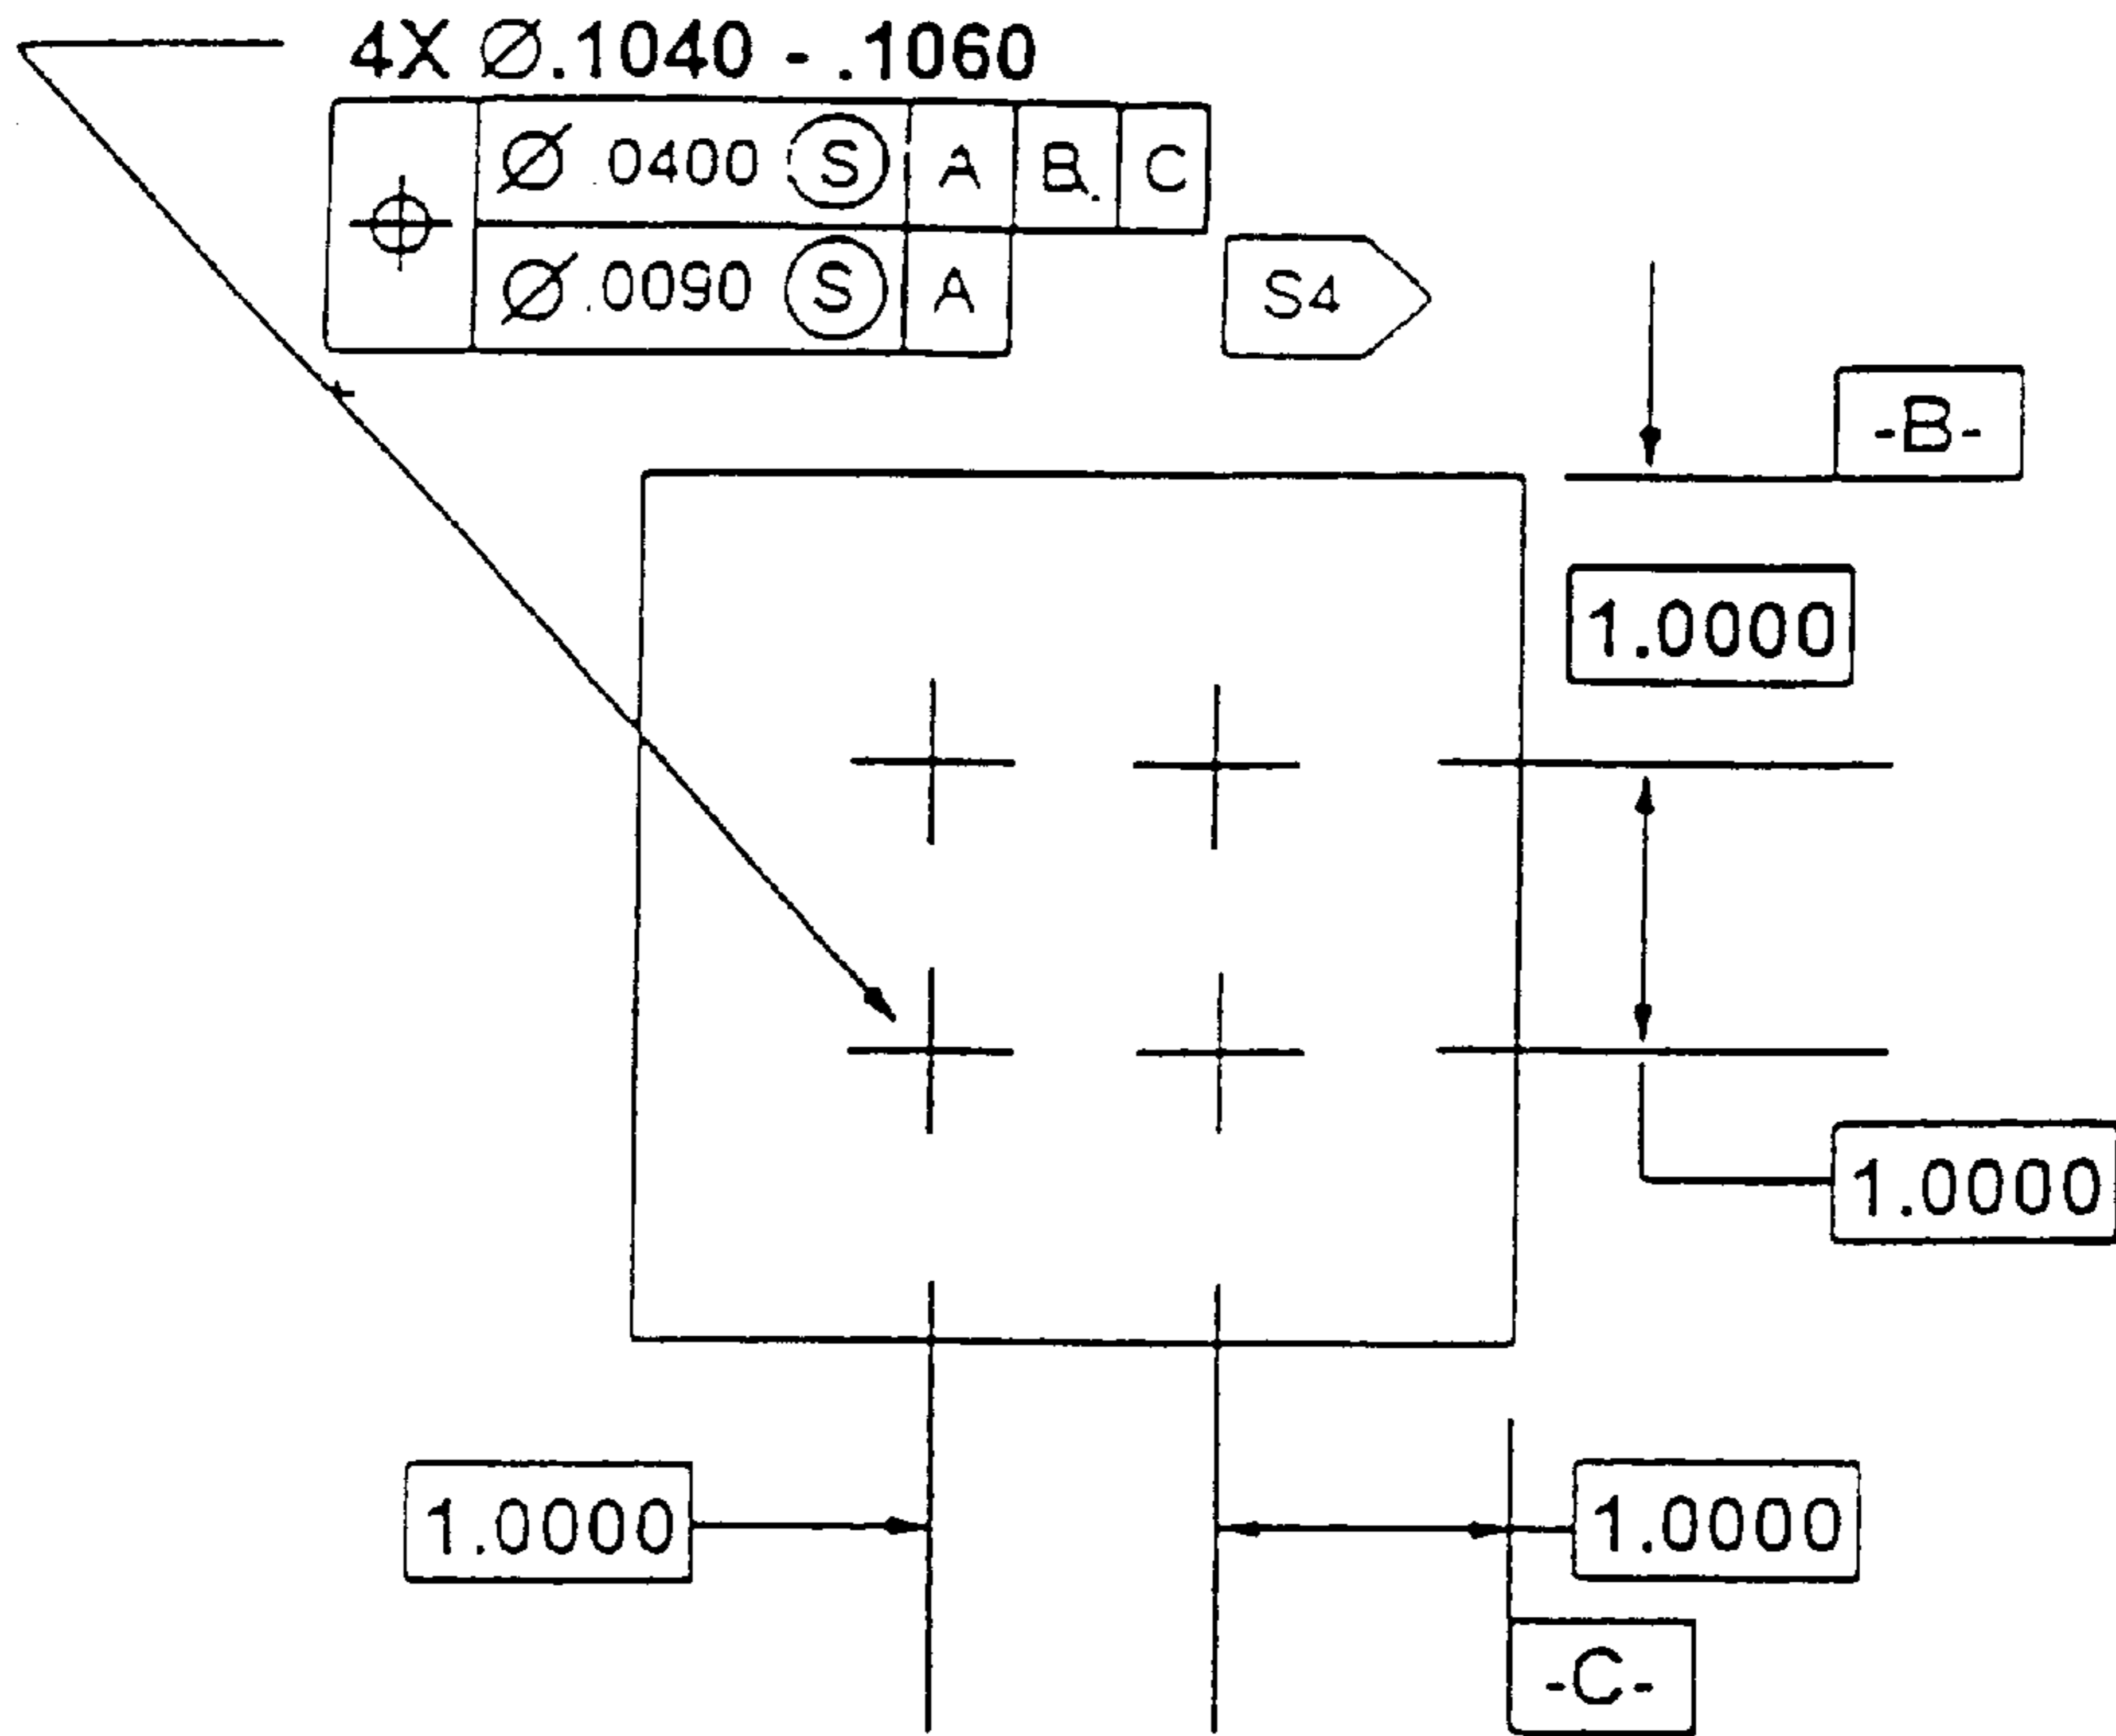 4X Ø.1040 - .1060
⌖ Ø .0400 Ⓢ A B C
Ø .0090 Ⓢ A
S4
-B-
1.0000
1.0000
1.0000
1.0000
-C-